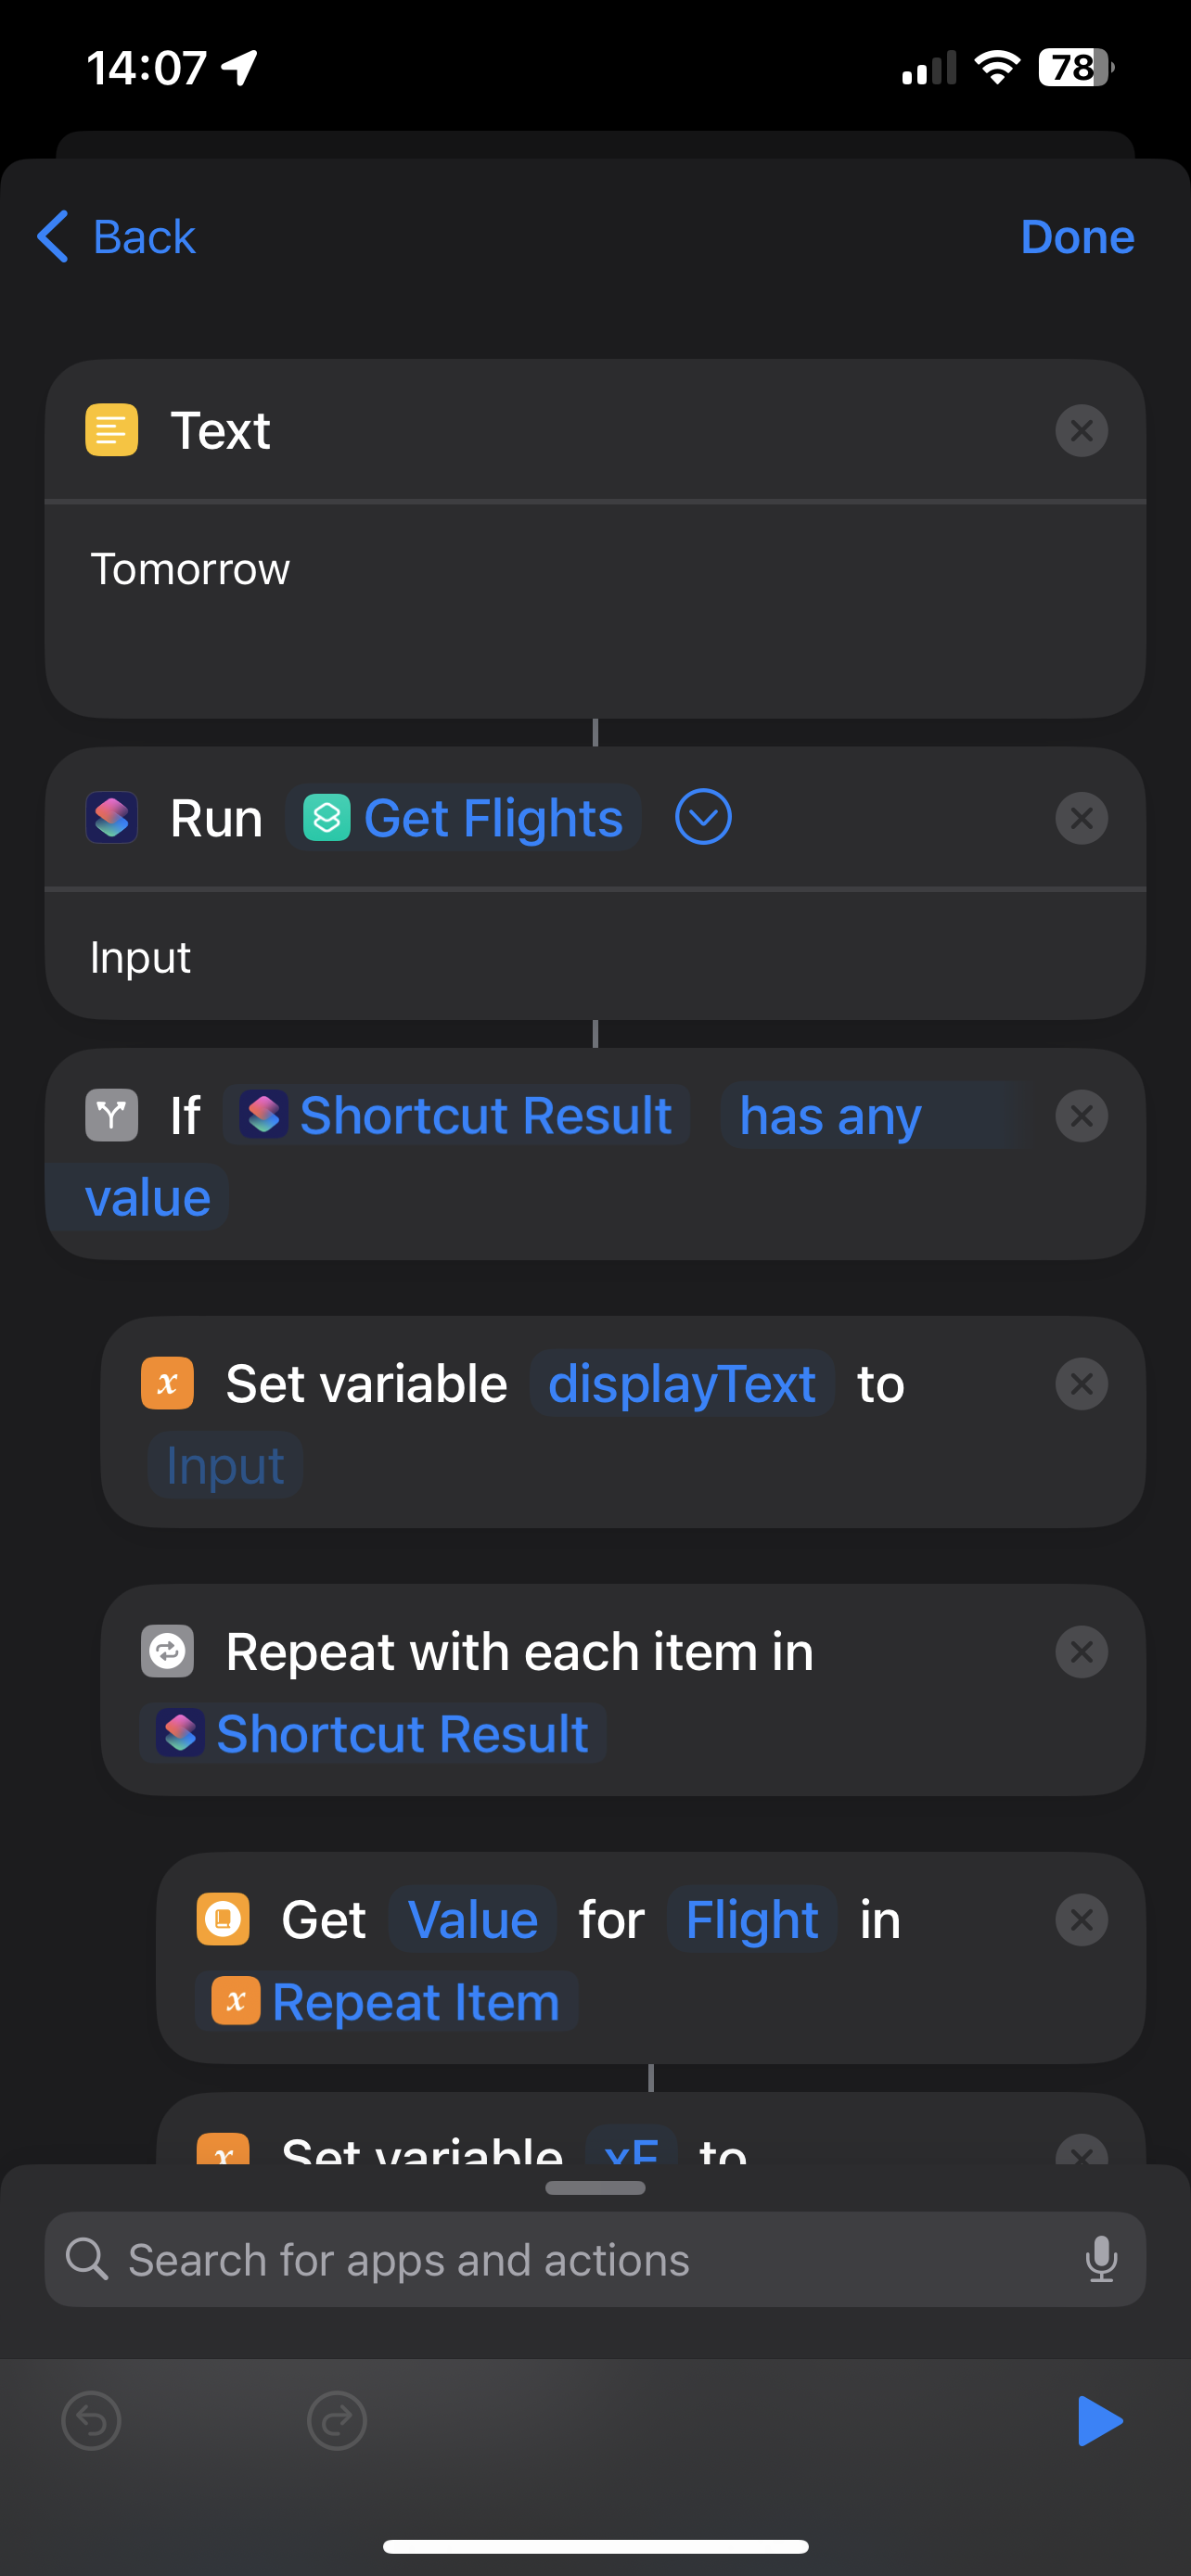 14:07
78
Back
Done
Text
Tomorrow
Run Get Flights
Input
If Shortcut Result has any
value
Set variable displayText to
Input
Repeat with each item in
Shortcut Result
Get Value for Flight in
Repeat Item
Set variable to
Search for apps and actions